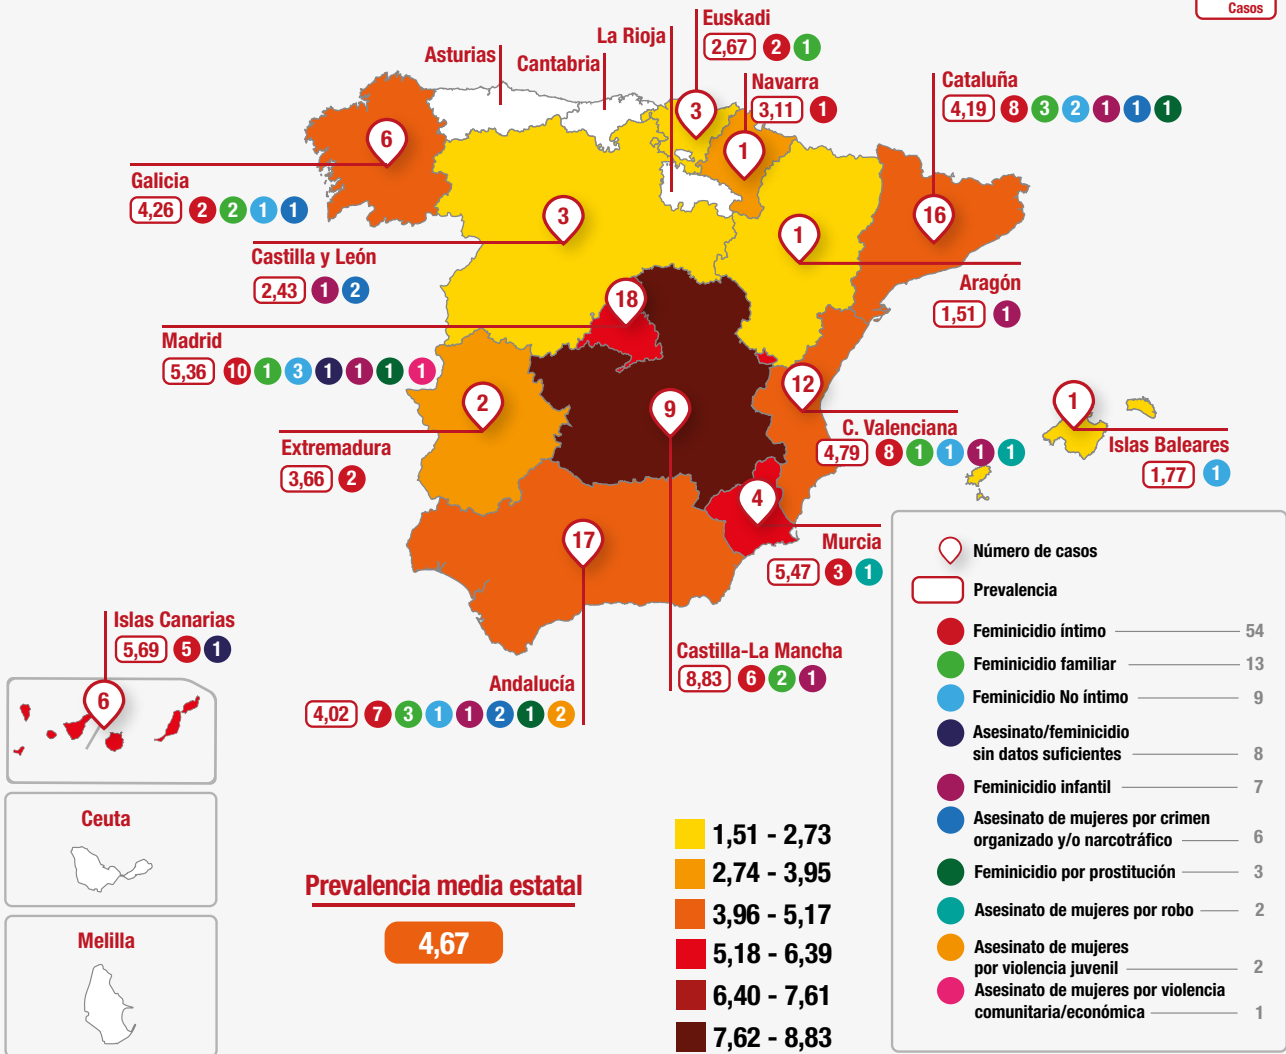 Casos
Euskadi
2,67 2 1
La Rioja
Asturias
Cantabria
Navarra
3,11 1
Cataluña
4,19 8 3 2 1 1 1
3
1
6
Galicia
4,26 2 2 1 1
3
16
1
Castilla y León
2,43 1 2
Aragón
1,51 1
18
Madrid
5,36 10 1 3 1 1 1 1
2
9
12
1
Extremadura
3,66 2
C. Valenciana
4,79 8 1 1 1 1
Islas Baleares
1,77 1
4
17
Murcia
5,47 3 1
Islas Canarias
5,69 5 1
6
Castilla-La Mancha
8,83 6 2 1
Andalucía
4,02 7 3 1 1 2 1 2
Ceuta
Melilla
Prevalencia media estatal
4,67
1,51 - 2,73
2,74 - 3,95
3,96 - 5,17
5,18 - 6,39
6,40 - 7,61
7,62 - 8,83
Número de casos
Prevalencia
Feminicidio íntimo 54
Feminicidio familiar 13
Feminicidio No íntimo 9
Asesinato/feminicidio
sin datos suficientes 8
Feminicidio infantil 7
Asesinato de mujeres por crimen
organizado y/o narcotráfico 6
Feminicidio por prostitución 3
Asesinato de mujeres por robo 2
Asesinato de mujeres
por violencia juvenil 2
Asesinato de mujeres por violencia
comunitaria/económica 1